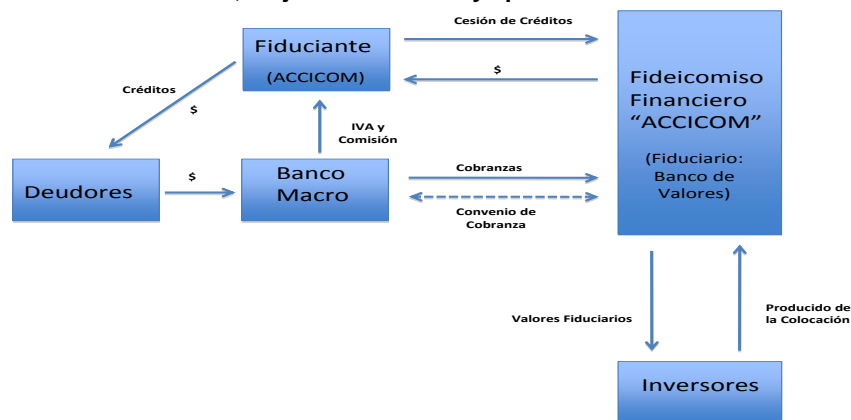 Cesión de Créditos
Fiduciante
(ACCICOM)
$
Fideicomiso
Financiero
“ACCICOM”
(Fiduciario:
Banco de
Valores)
Créditos
$
IVA y
Comisión
Deudores
$
Banco
Macro
Cobranzas
Convenio de
Cobranza
Valores Fiduciarios
Producido de
la Colocación
Inversores